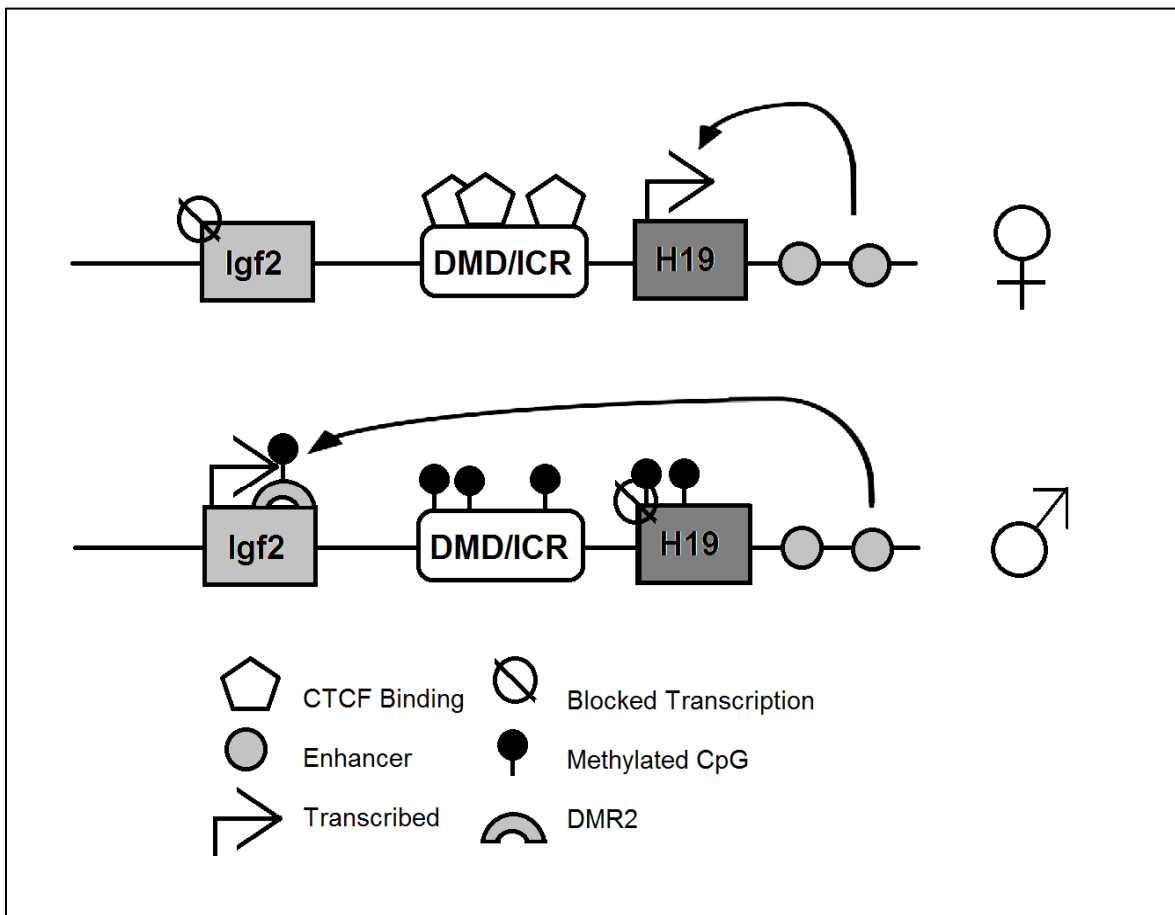 Igf2 DMD/ICR H19
Igf2 DMD/ICR H19
CTCF Binding Blocked Transcription
Enhancer Methylated CpG
Transcribed DMR2